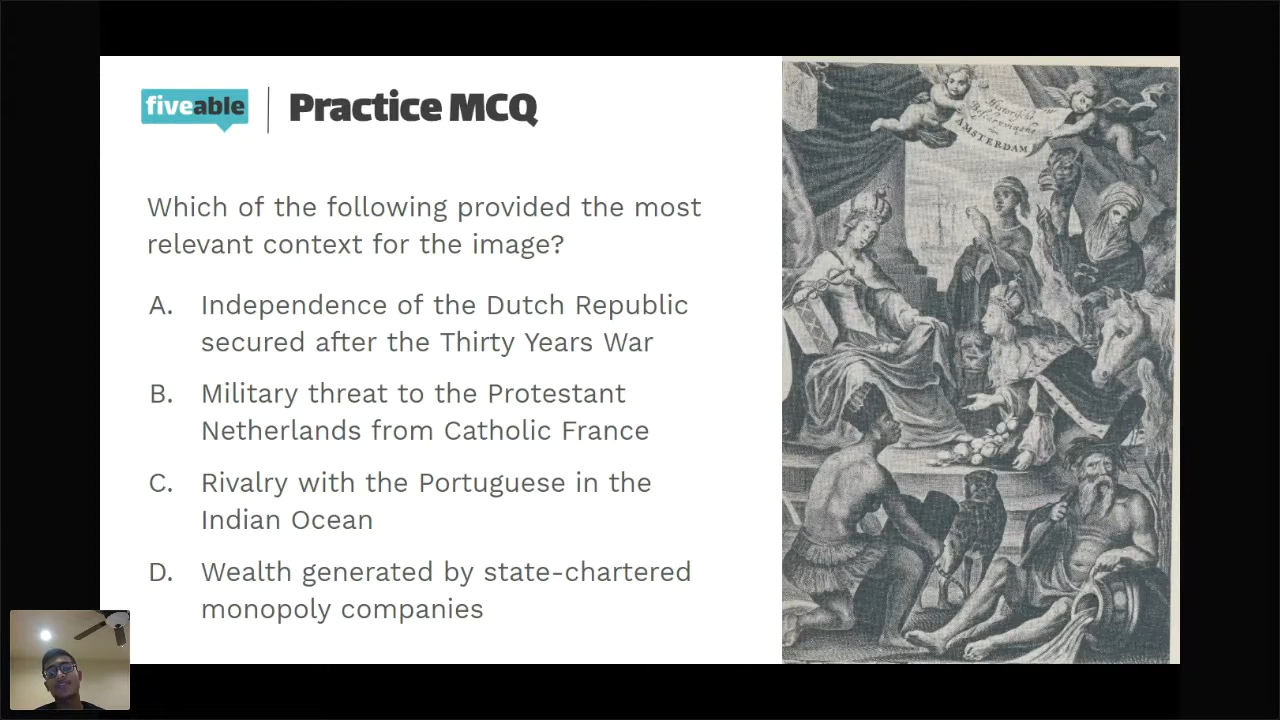 fiveable
Practice MCQ
Which of the following provided the most
relevant context for the image?
A. Independence of the Dutch Republic
secured after the Thirty Years War
B. Military threat to the Protestant
Netherlands from Catholic France
C. Rivalry with the Portuguese in the
Indian Ocean
D. Wealth generated by state-chartered
monopoly companies
AMSTERDAM